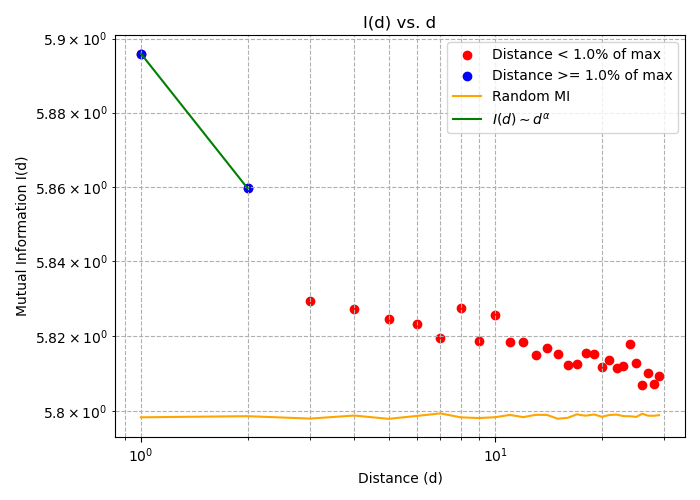 I(d) vs. d
Mutual Information I(d)
5.9 × 10⁰
5.88 × 10⁰
5.86 × 10⁰
5.84 × 10⁰
5.82 × 10⁰
5.8 × 10⁰
Distance < 1.0% of max
Distance >= 1.0% of max
Random MI
I(d) ~ d^α
10⁰
10¹
Distance (d)